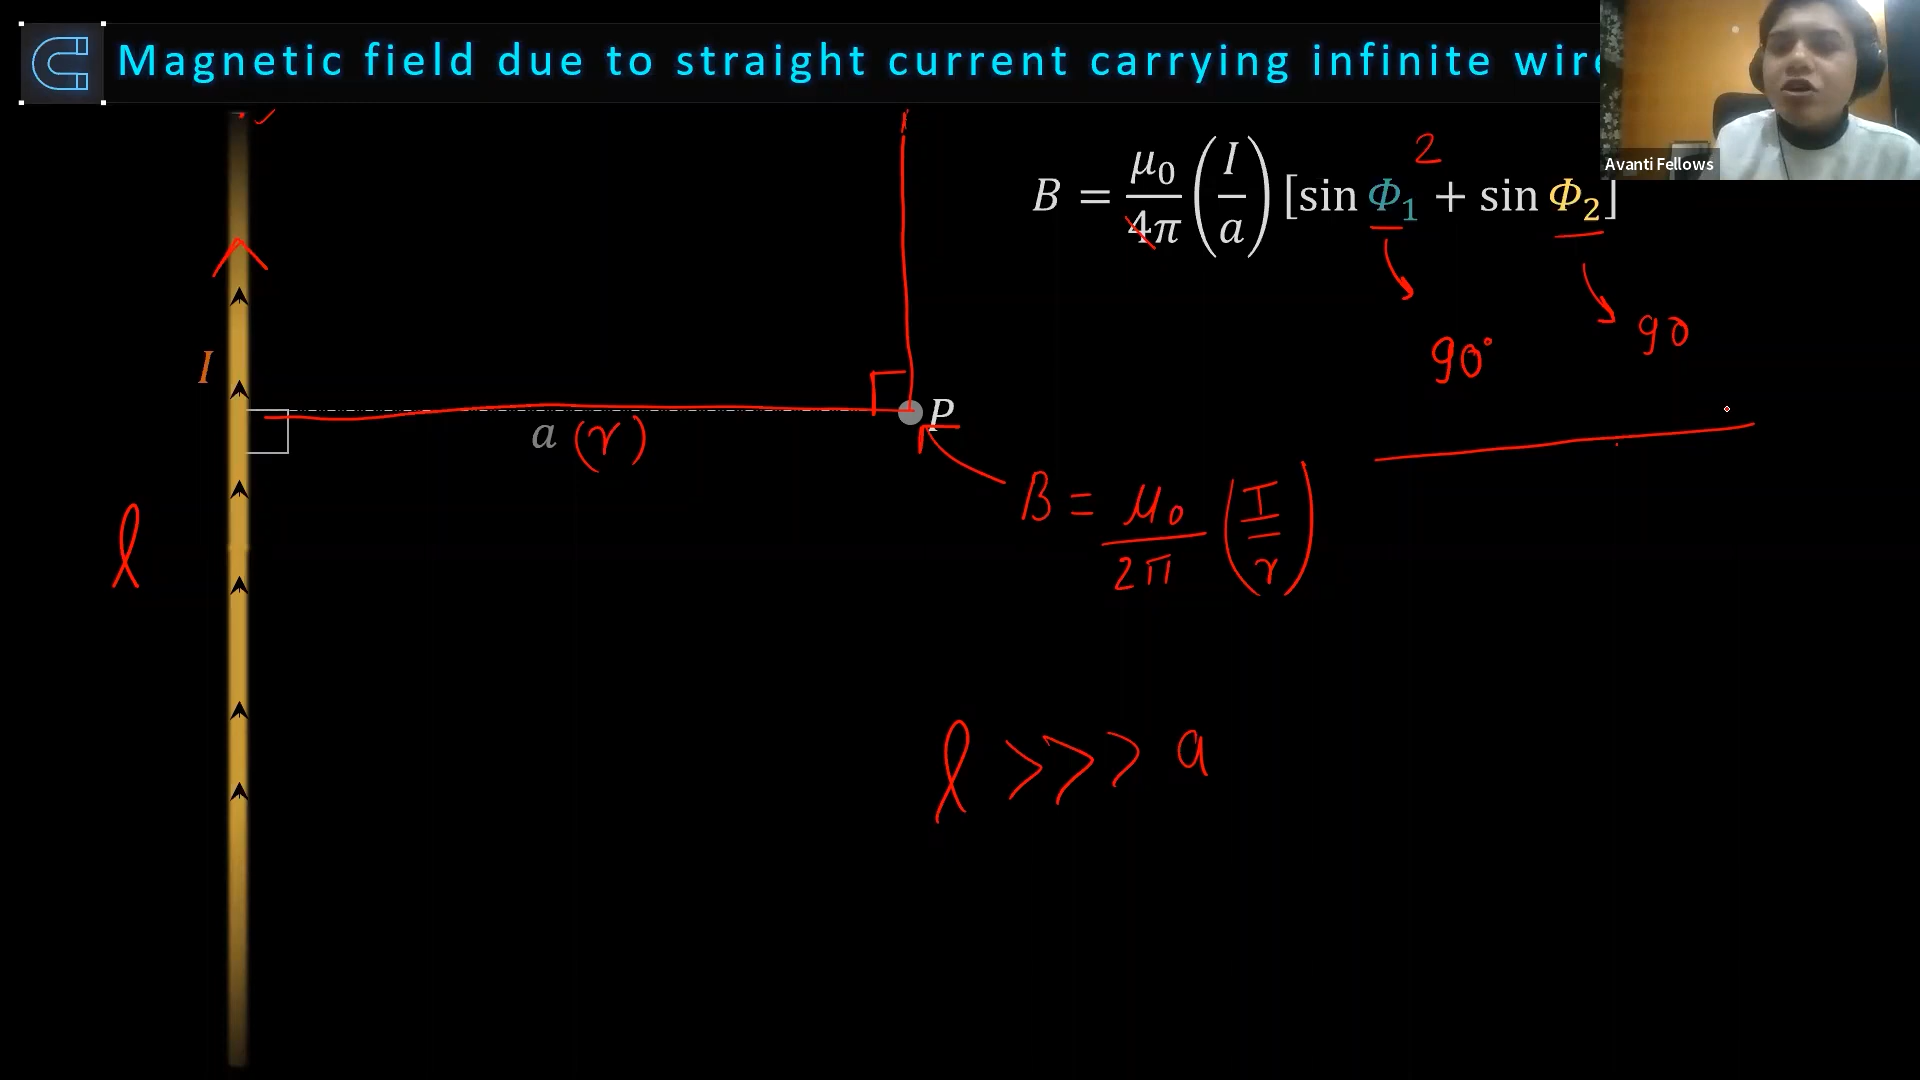 Magnetic field due to straight current carrying infinite wire
Avanti Fellows
B = μ₀/4π (I/a) [sin Φ₁ + sin Φ₂]
2
90°
90
I
P
a (r)
l
B = μ₀/2π (I/r)
l >>> a